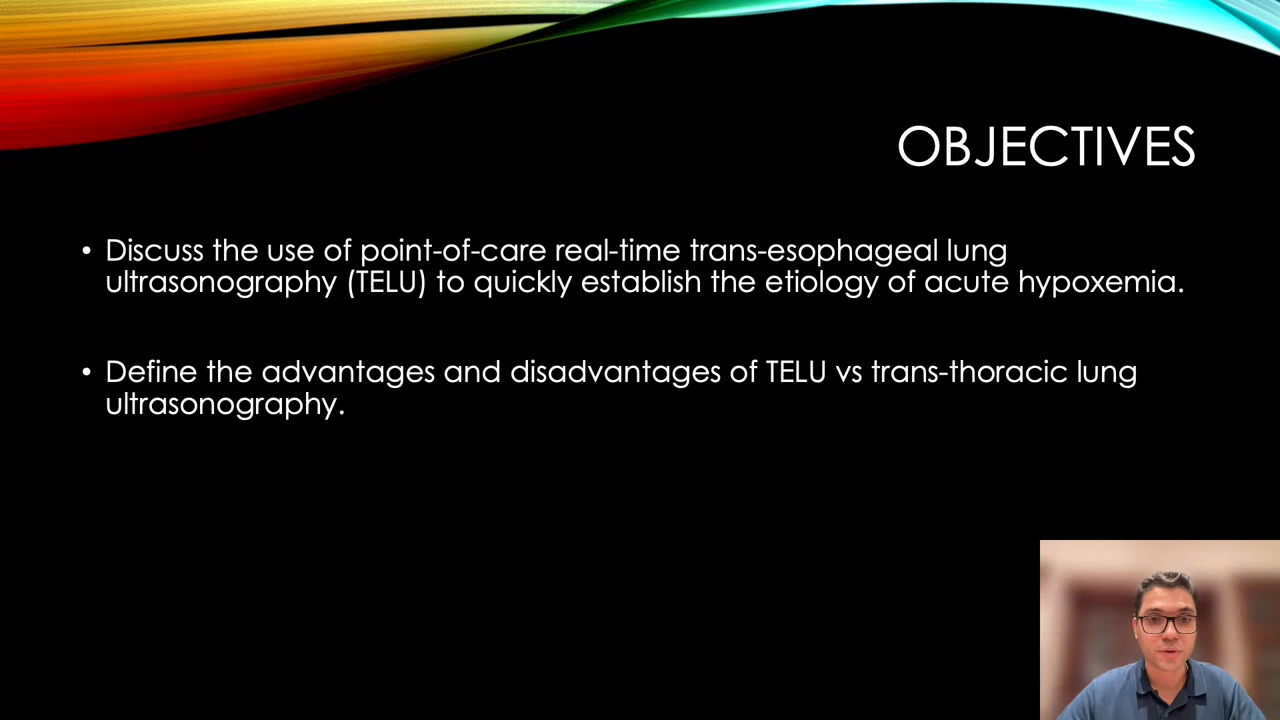 OBJECTIVES
• Discuss the use of point-of-care real-time trans-esophageal lung
ultrasonography (TELU) to quickly establish the etiology of acute hypoxemia.
• Define the advantages and disadvantages of TELU vs trans-thoracic lung
ultrasonography.